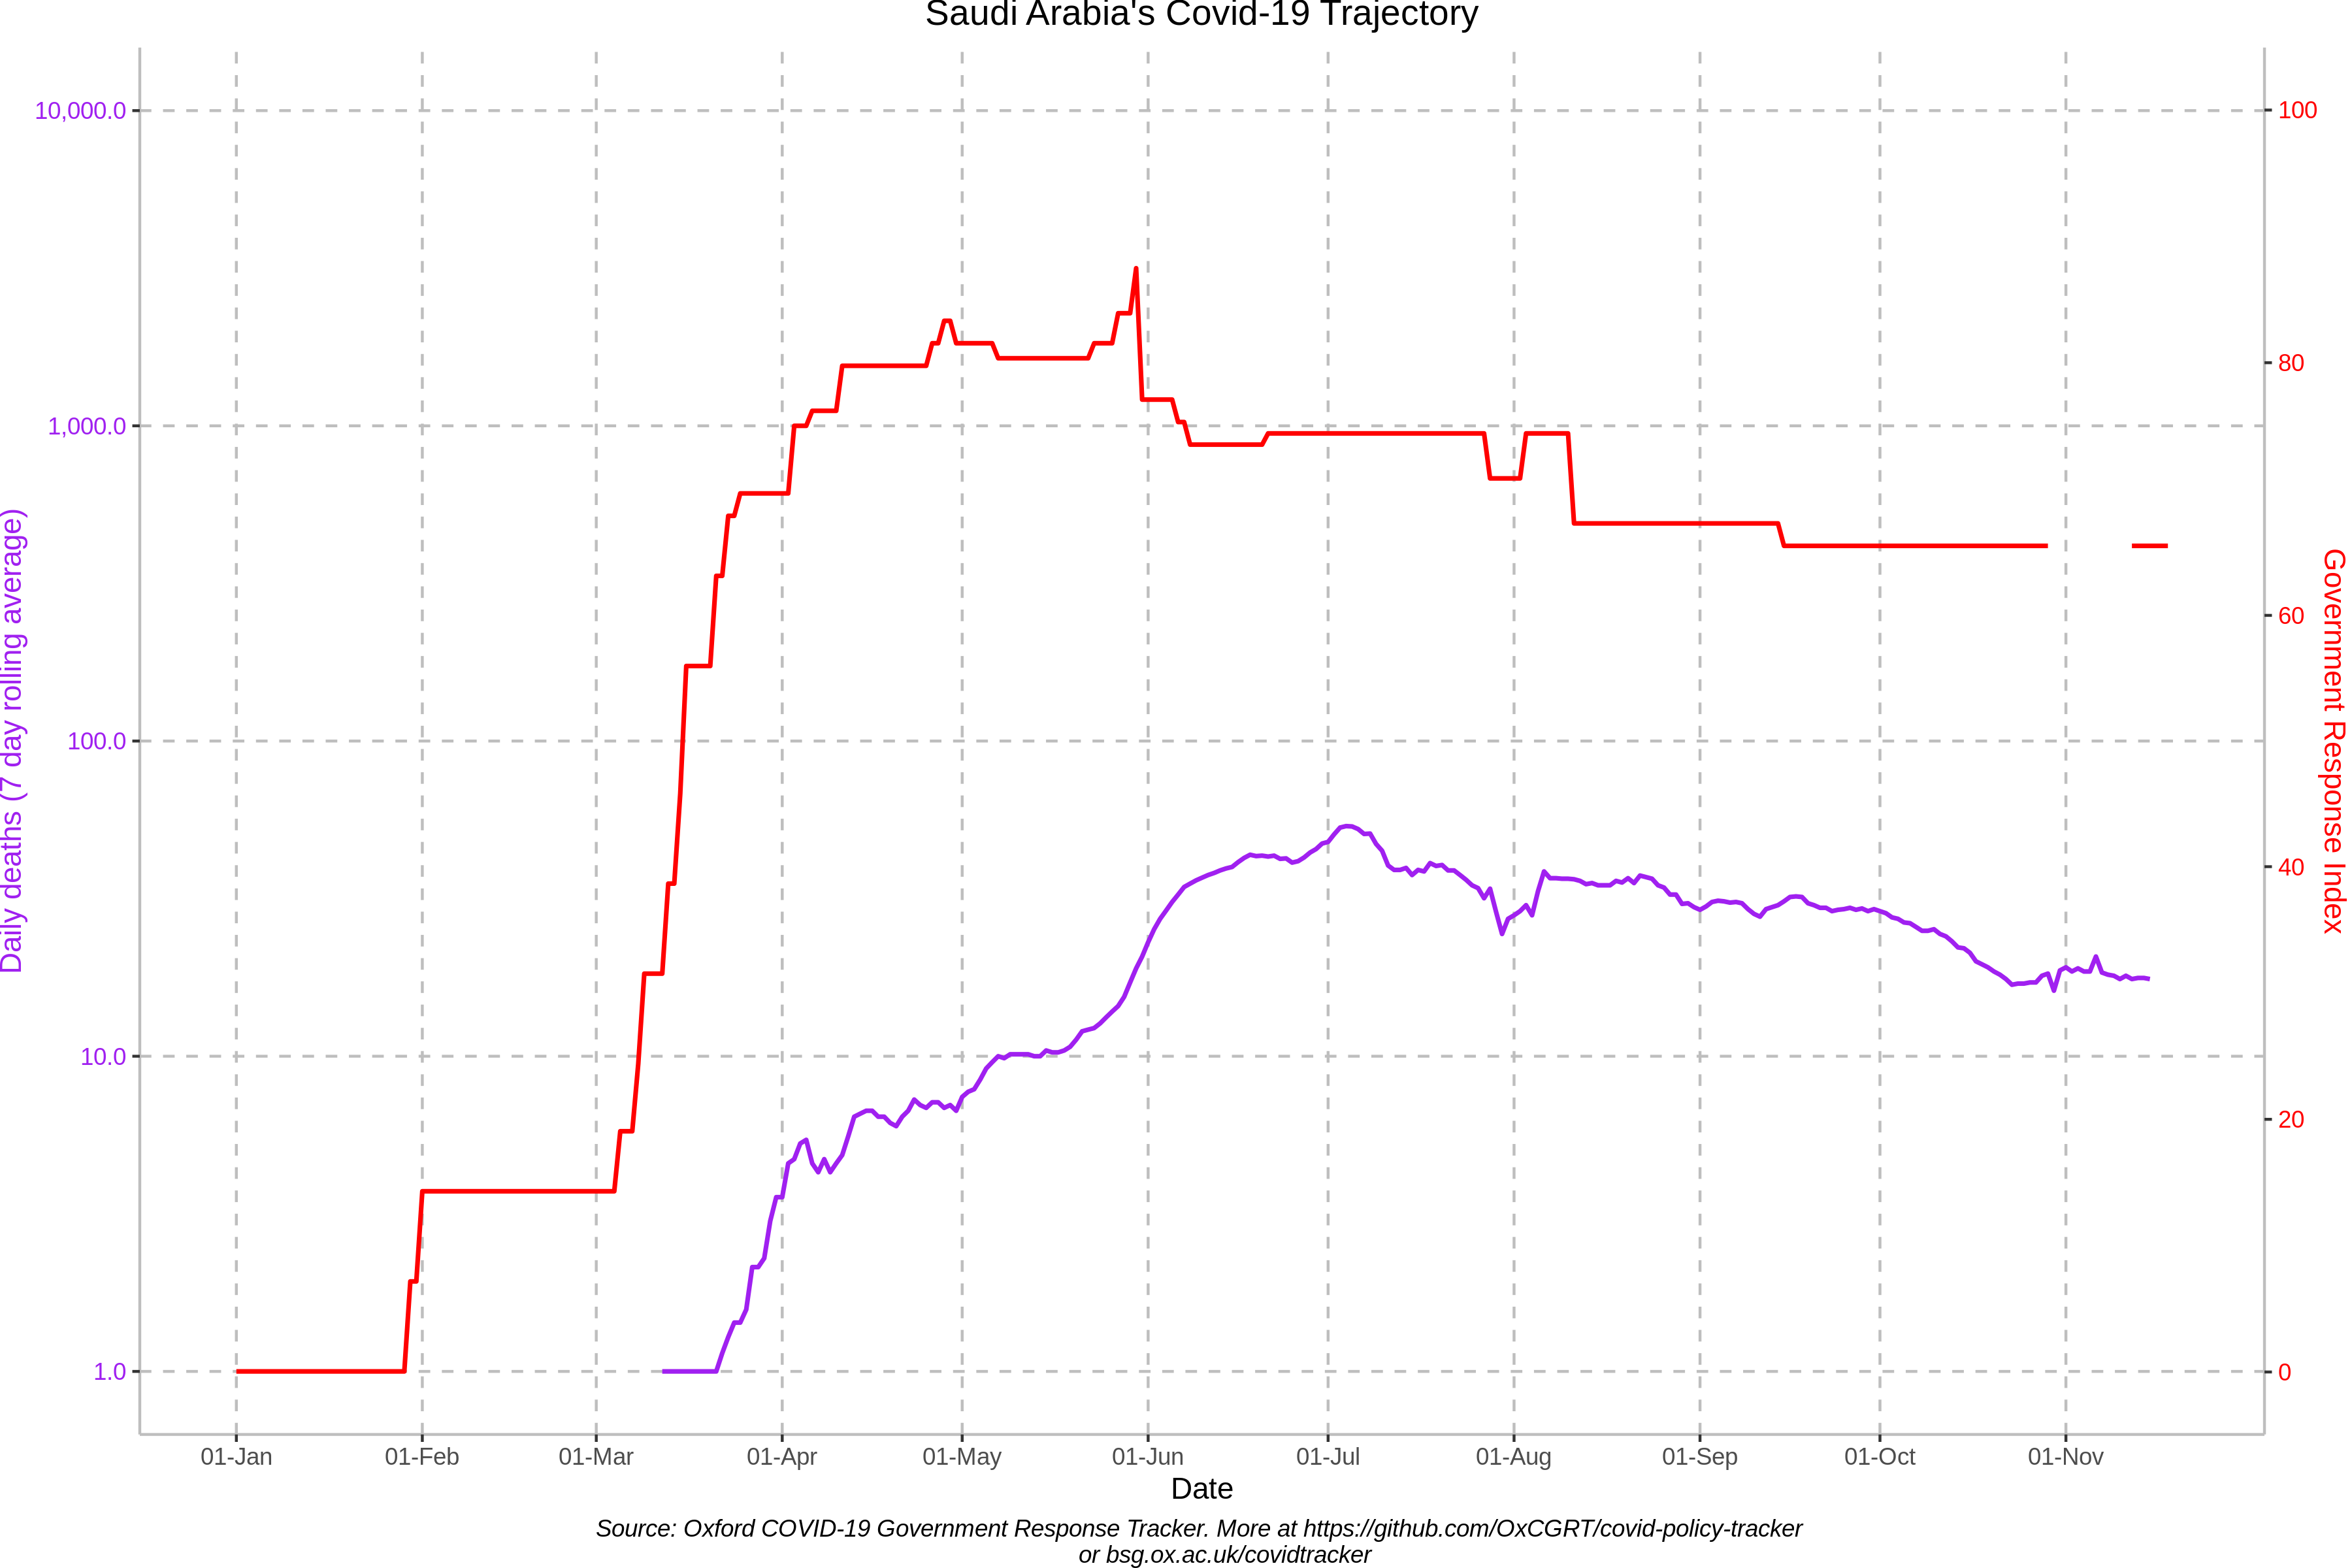 Saudi Arabia's Covid-19 Trajectory
10,000.0
1,000.0
100.0
10.0
1.0
Daily deaths (7 day rolling average)
100
80
60
40
20
0
Government Response Index
01-Jan 01-Feb 01-Mar 01-Apr 01-May 01-Jun 01-Jul 01-Aug 01-Sep 01-Oct 01-Nov
Date
Source: Oxford COVID-19 Government Response Tracker. More at https://github.com/OxCGRT/covid-policy-tracker
or bsg.ox.ac.uk/covidtracker